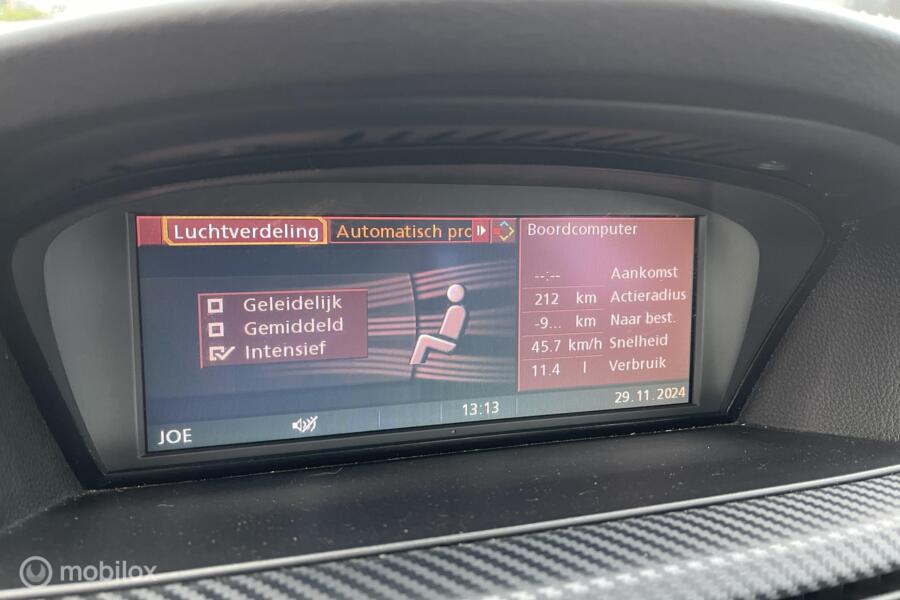 Luchtverdeling
Automatisch prc
Geleidelijk
Gemiddeld
Intensief
Boordcomputer
--:-- Aankomst
212 km Actieradius
-9... km Naar best.
45.7 km/h Snelheid
11.4 l Verbruik
JOE
13:13
29.11.2024
mobilox